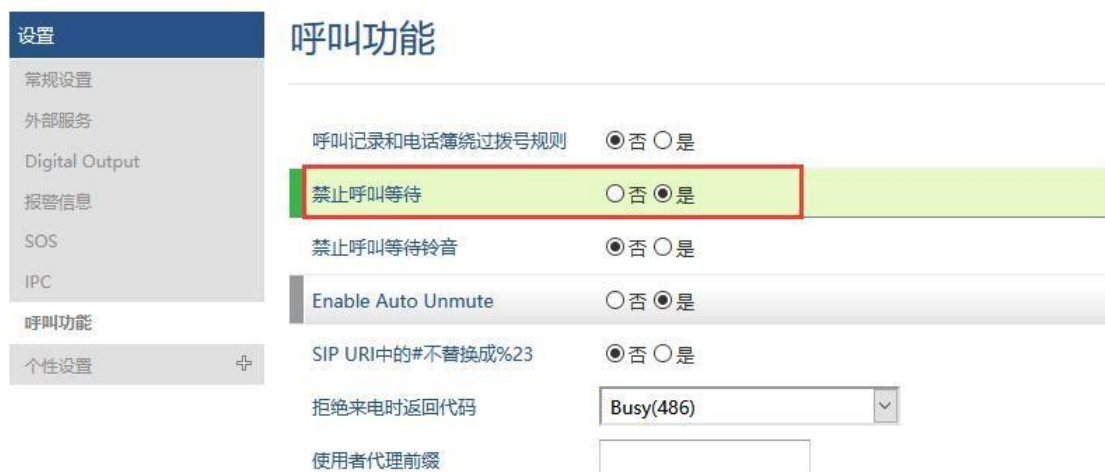 设置
常规设置
外部服务
Digital Output
报警信息
SOS
IPC
呼叫功能
个性设置
呼叫功能
呼叫记录和电话簿绕过拨号规则 否 是
禁止呼叫等待 否 是
禁止呼叫等待铃音 否 是
Enable Auto Unmute 否 是
SIP URI中的#不替换成%23 否 是
拒绝来电时返回代码 Busy(486)
使用者代理前缀